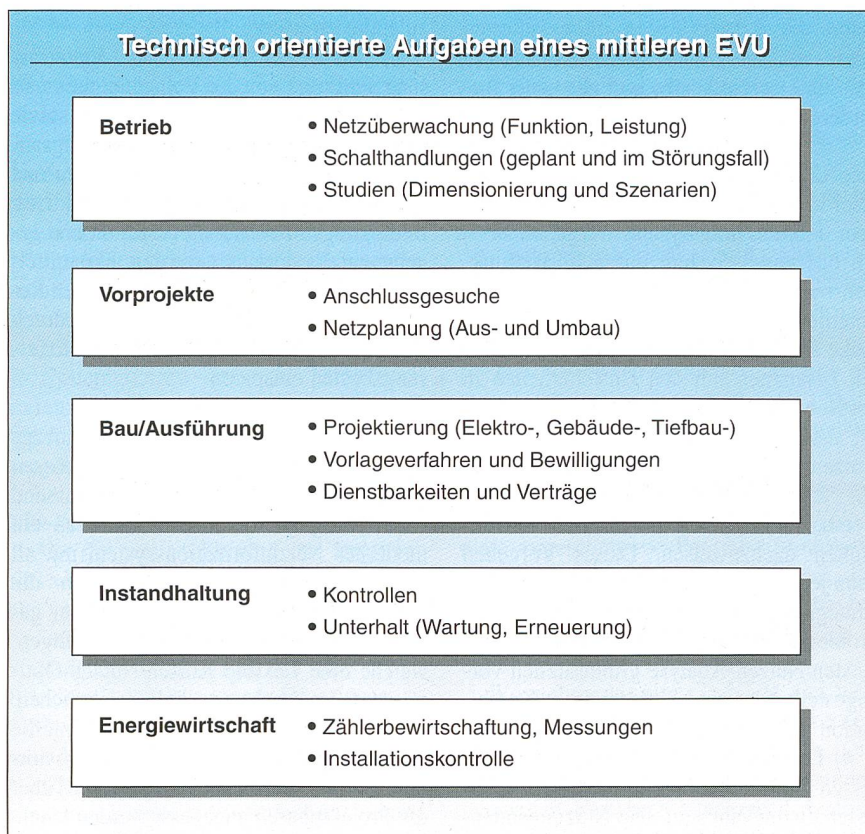 Technisch orientierte Aufgaben eines mittleren EVU
Betrieb
• Netzüberwachung (Funktion, Leistung)
• Schalthandlungen (geplant und im Störungsfall)
• Studien (Dimensionierung und Szenarien)
Vorprojekte
• Anschlussgesuche
• Netzplanung (Aus- und Umbau)
Bau/Ausführung
• Projektierung (Elektro-, Gebäude-, Tiefbau-)
• Vorlageverfahren und Bewilligungen
• Dienstbarkeiten und Verträge
Instandhaltung
• Kontrollen
• Unterhalt (Wartung, Erneuerung)
Energiewirtschaft
• Zählerbewirtschaftung, Messungen
• Installationskontrolle